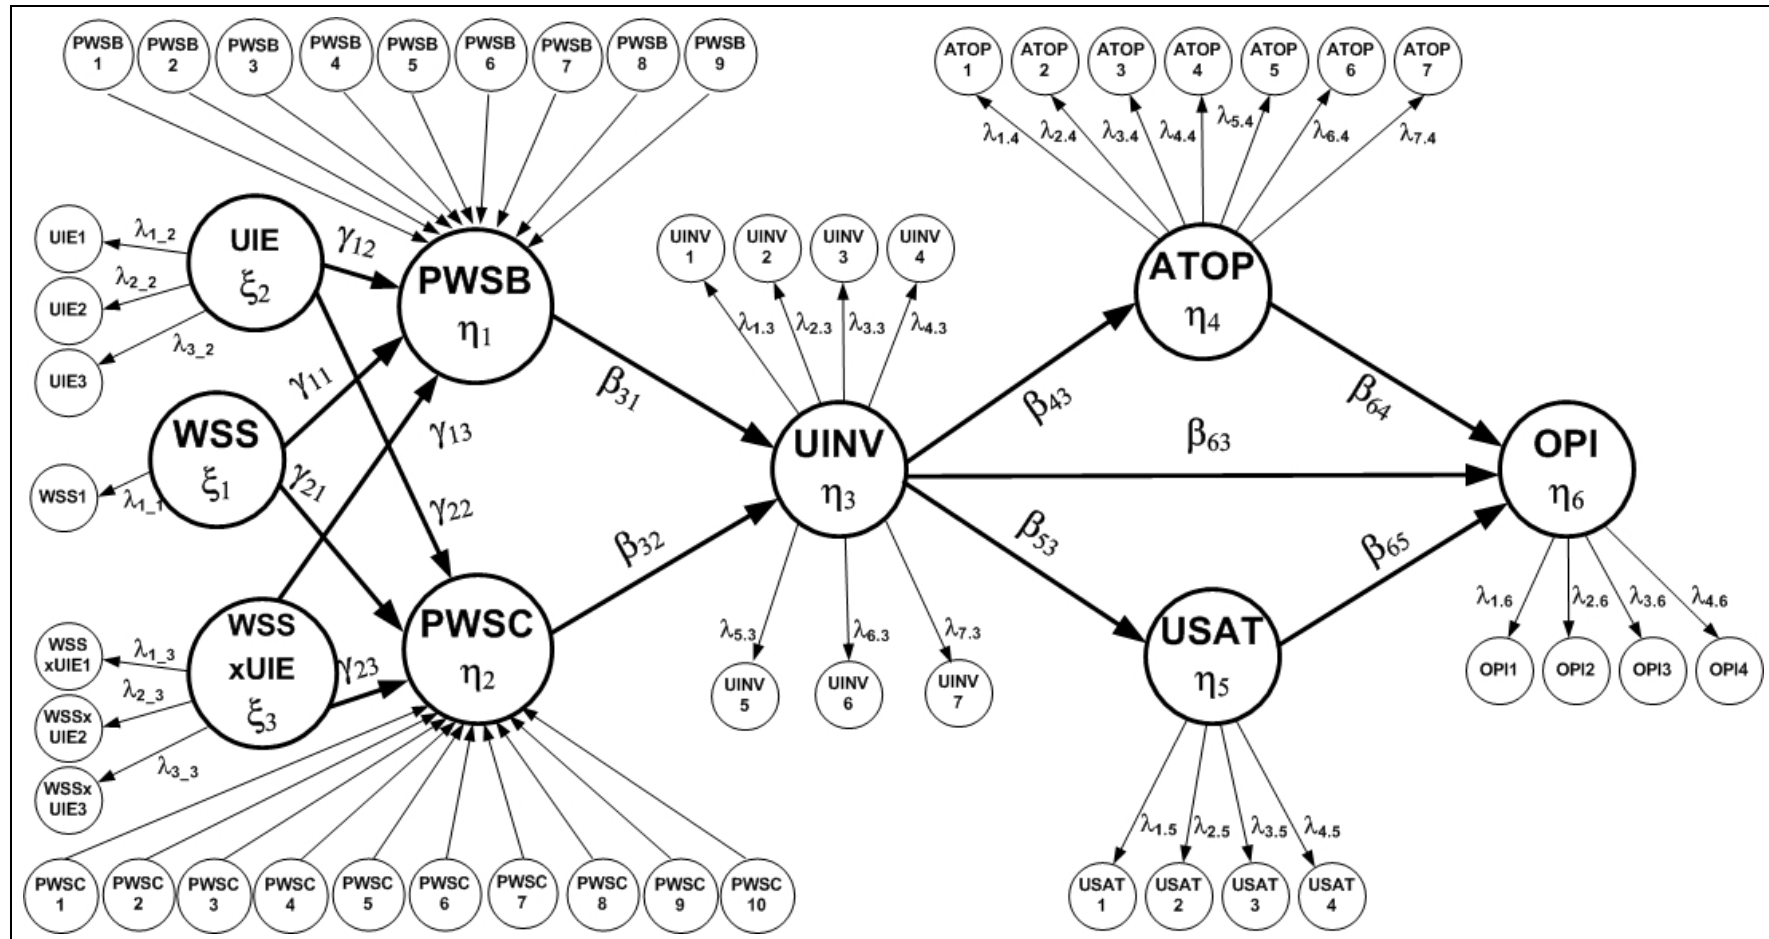 PWSB
1
PWSB
2
PWSB
3
PWSB
4
PWSB
5
PWSB
6
PWSB
7
PWSB
8
PWSB
9
ATOP
1
ATOP
2
ATOP
3
ATOP
4
ATOP
5
ATOP
6
ATOP
7
λ1.4
λ2.4
λ3.4
λ4.4
λ5.4
λ6.4
λ7.4
UIE1
UIE2
UIE3
λ1_2
λ2_2
λ3_2
UIE
ξ2
γ12
PWSB
η1
UINV
1
UINV
2
UINV
3
UINV
4
λ1.3
λ2.3
λ3.3
λ4.3
ATOP
η4
WSS1
λ1_1
WSS
ξ1
γ11
γ13
γ21
γ22
β31
β32
UINV
η3
β43
β63
β53
β64
β65
OPI
η6
WSS
xUIE1
WSSx
UIE2
WSSx
UIE3
λ1_3
λ2_3
λ3_3
WSS
xUIE
ξ3
γ23
PWSC
η2
λ5.3
λ6.3
λ7.3
UINV
5
UINV
6
UINV
7
USAT
η5
λ1.6
λ2.6
λ3.6
λ4.6
OPI1
OPI2
OPI3
OPI4
λ1.5
λ2.5
λ3.5
λ4.5
PWSC
1
PWSC
2
PWSC
3
PWSC
4
PWSC
5
PWSC
6
PWSC
7
PWSC
8
PWSC
9
PWSC
10
USAT
1
USAT
2
USAT
3
USAT
4